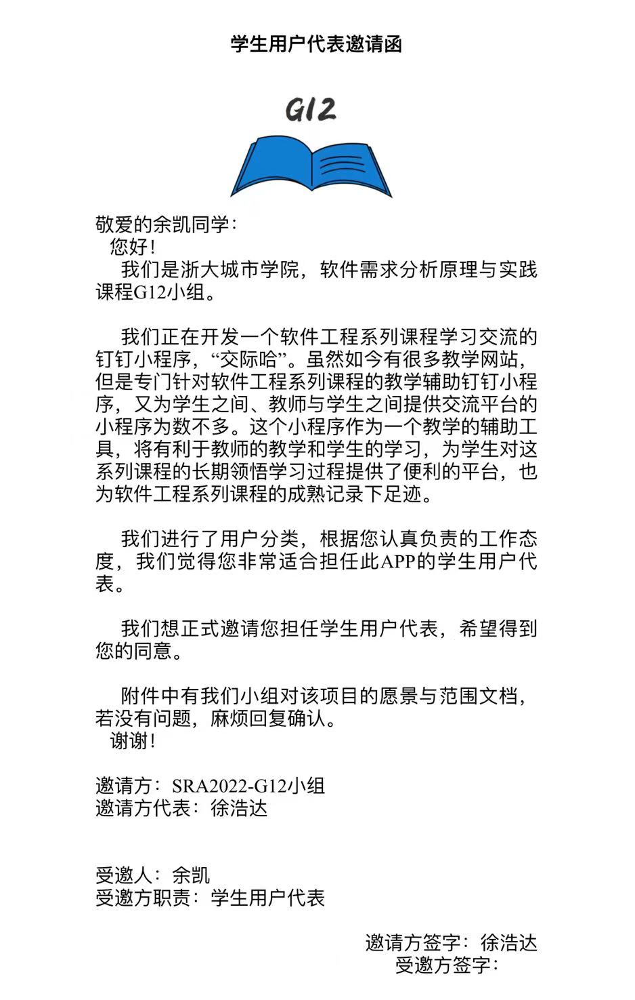 学生用户代表邀请函
G12
敬爱的余凯同学：
您好！
我们是浙大城市学院，软件需求分析原理与实践
课程G12小组。
我们正在开发一个软件工程系列课程学习交流的
钉钉小程序，“交际哈”。虽然如今有很多教学网站，
但是专门针对软件工程系列课程的教学辅助钉钉小程
序，又为学生之间、教师与学生之间提供交流平台的
小程序为数不多。这个小程序作为一个教学的辅助工
具，将有利于教师的教学和学生的学习，为学生对这
系列课程的长期领悟学习过程提供了便利的平台，也
为软件工程系列课程的成熟记录下足迹。
我们进行了用户分类，根据您认真负责的工作态
度，我们觉得您非常适合担任此APP的学生用户代
表。
我们想正式邀请您担任学生用户代表，希望得到
您的同意。
附件中有我们小组对该项目的愿景与范围文档，
若没有问题，麻烦回复确认。
谢谢！
邀请方：SRA2022-G12小组
邀请方代表：徐浩达
受邀人：余凯
受邀方职责：学生用户代表
邀请方签字：徐浩达
受邀方签字：